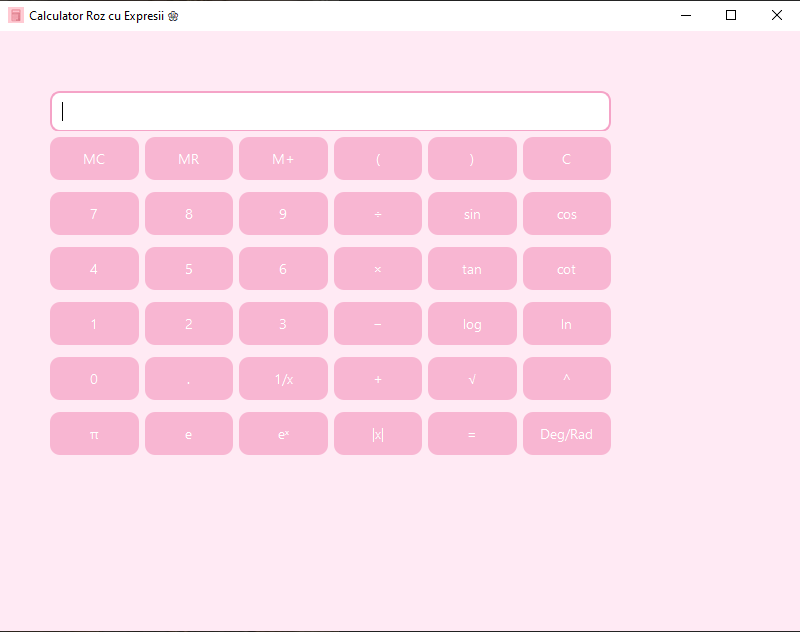 Calculator Roz cu Expresii 🌼
MC MR M+ ( ) C
7 8 9 ÷ sin cos
4 5 6 × tan cot
1 2 3 − log ln
0 . 1/x + √ ^
π e eˣ |x| = Deg/Rad